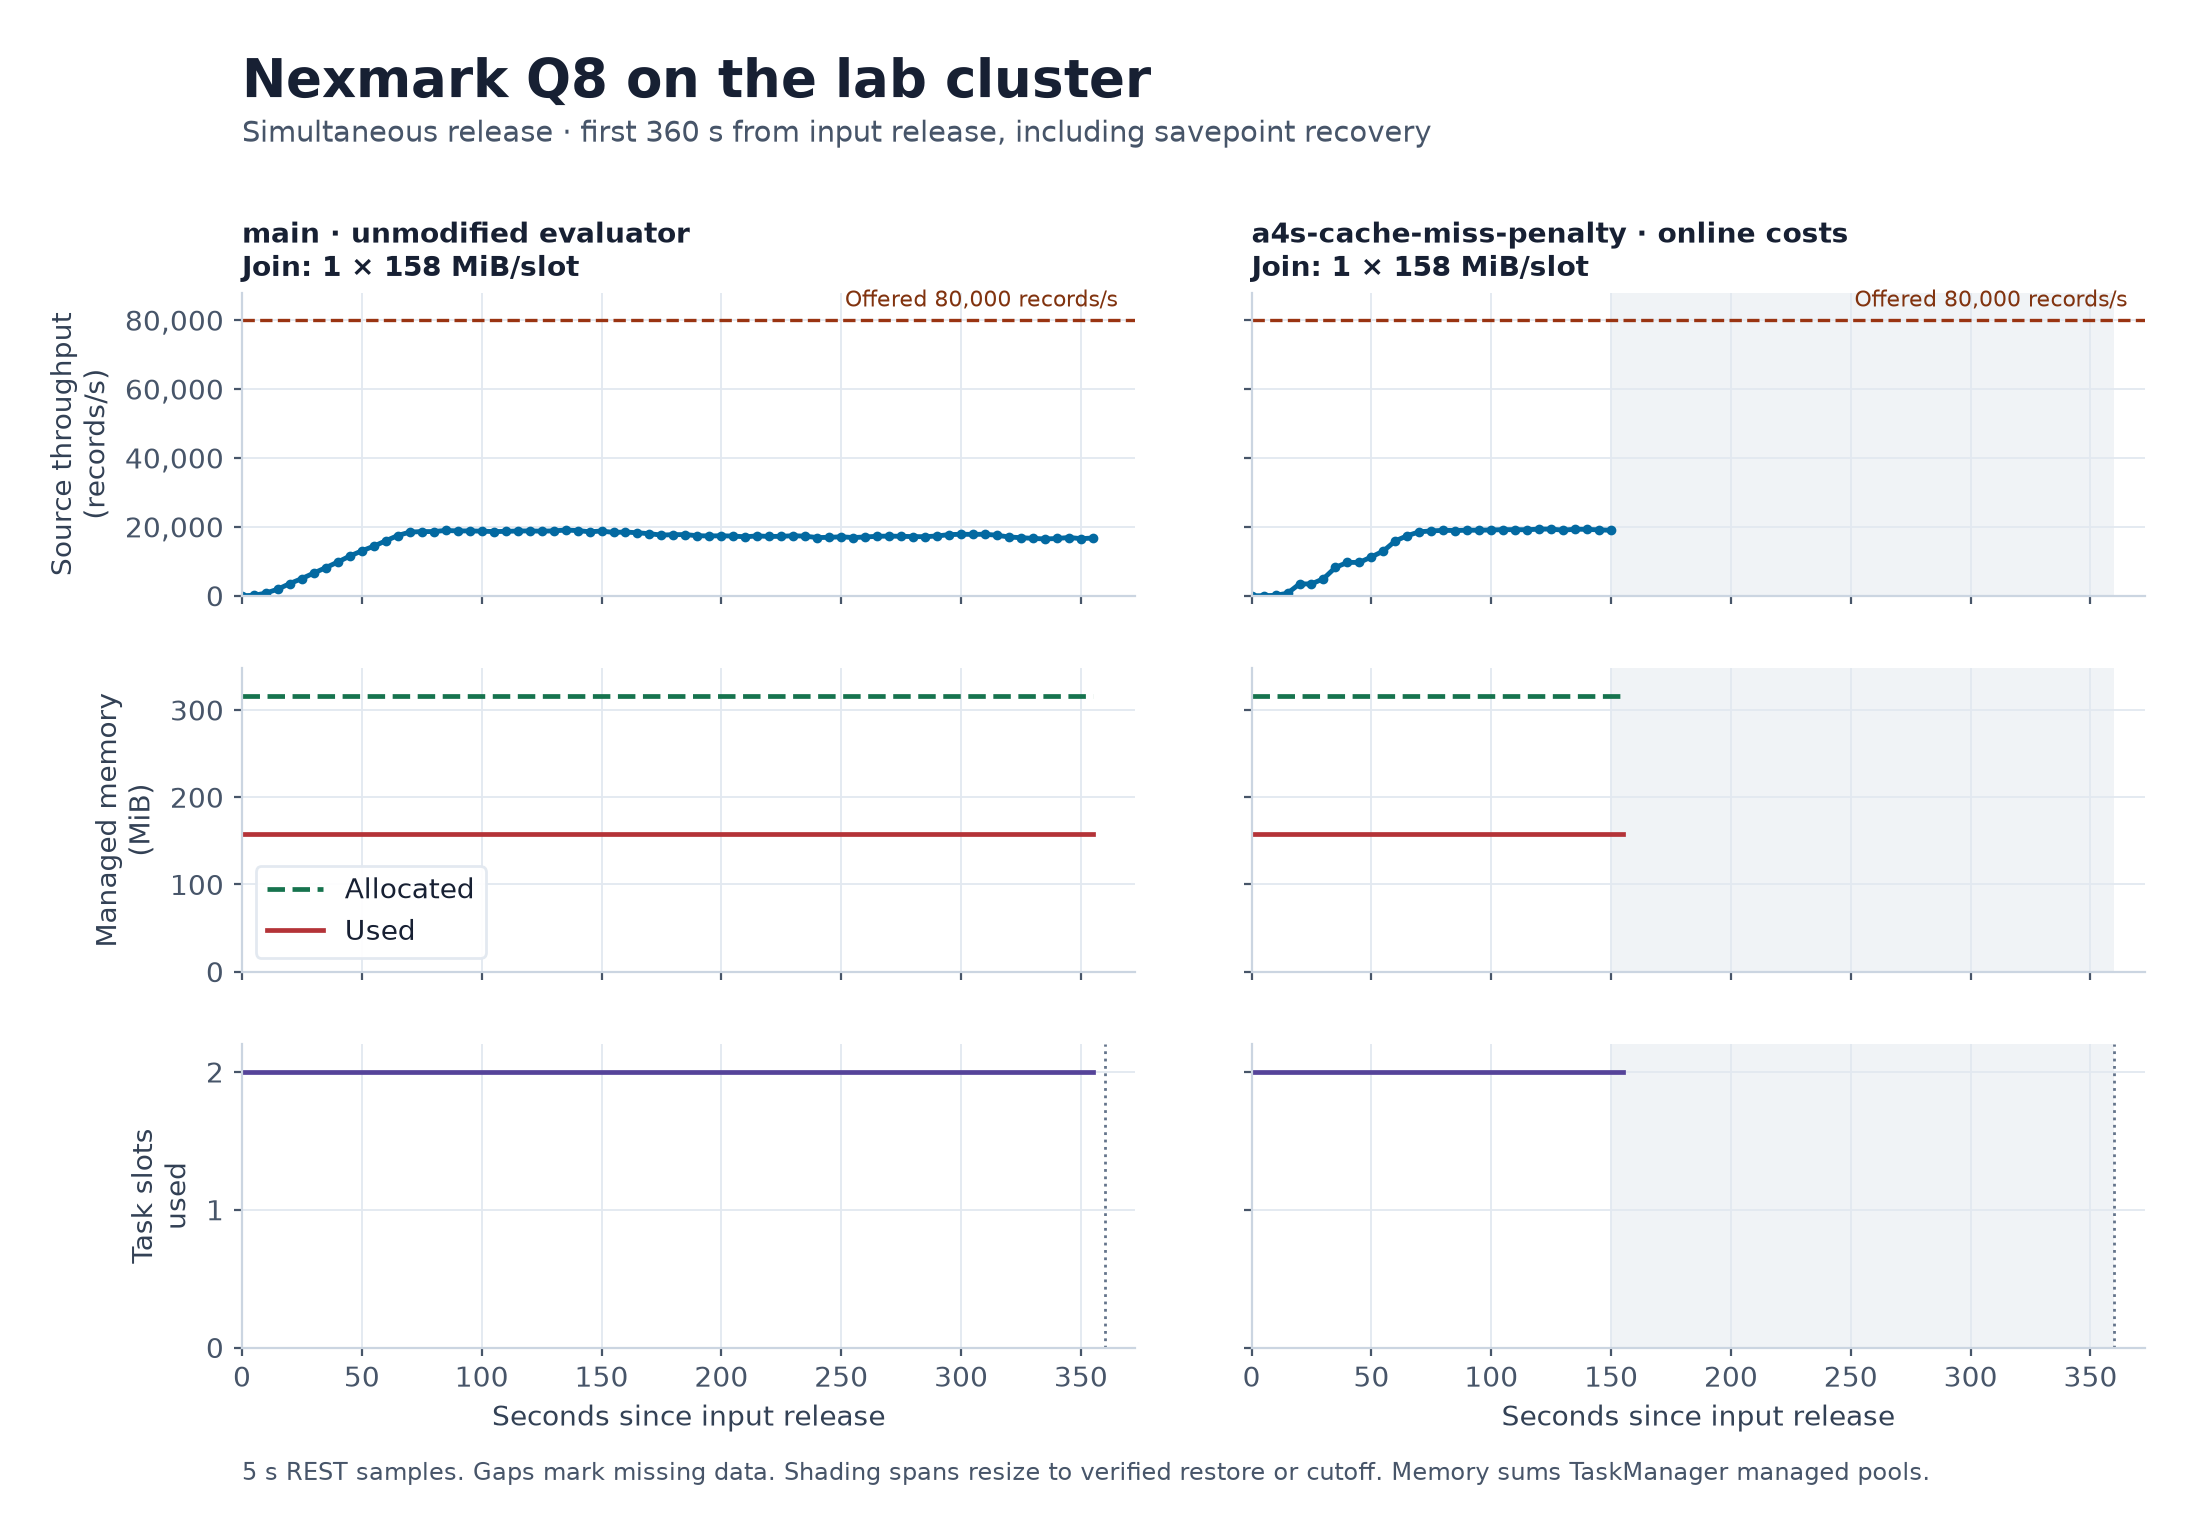 Nexmark Q8 on the lab cluster
Simultaneous release · first 360 s from input release, including savepoint recovery
main · unmodified evaluator
Join: 1 × 158 MiB/slot
Offered 80,000 records/s
Source throughput
(records/s)
80,000
60,000
40,000
20,000
0
a4s-cache-miss-penalty · online costs
Join: 1 × 158 MiB/slot
Offered 80,000 records/s
Managed memory
(MiB)
300
200
100
0
Allocated
Used
Task slots
used
2
1
0
0 50 100 150 200 250 300 350
Seconds since input release
0 50 100 150 200 250 300 350
Seconds since input release
5 s REST samples. Gaps mark missing data. Shading spans resize to verified restore or cutoff. Memory sums TaskManager managed pools.